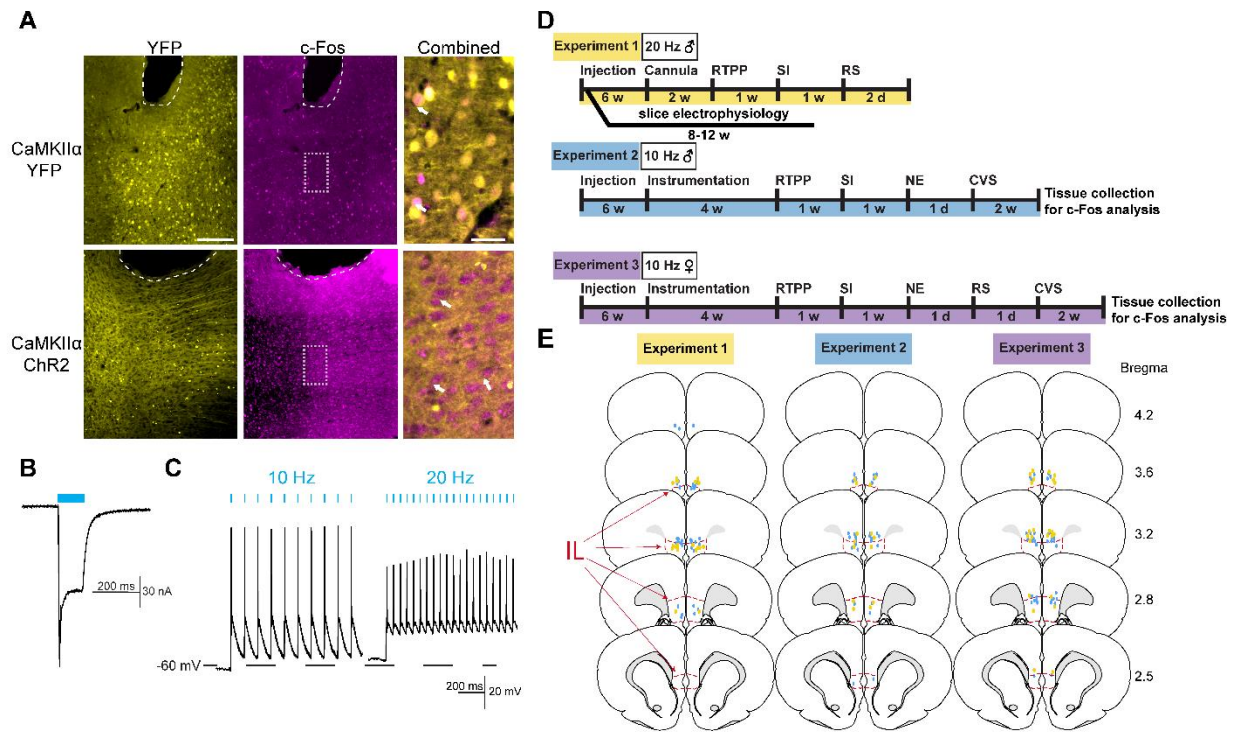 A
YFP
c-Fos
Combined
CaMKIIα
YFP
CaMKIIα
ChR2
B
200 ms
30 nA
C
10 Hz
20 Hz
-60 mV
200 ms
20 mV
D
Experiment 1
20 Hz ♂
Injection Cannula RTPP SI RS
6 w 2 w 1 w 1 w 2 d
slice electrophysiology
8-12 w
Experiment 2
10 Hz ♂
Injection Instrumentation RTPP SI NE CVS
6 w 4 w 1 w 1 w 1 d 2 w
Tissue collection
for c-Fos analysis
Experiment 3
10 Hz ♀
Injection Instrumentation RTPP SI NE RS CVS
6 w 4 w 1 w 1 w 1 d 1 d 2 w
Tissue collection
for c-Fos analysis
E
Experiment 1
Experiment 2
Experiment 3
Bregma
4.2
3.6
IL
3.2
2.8
2.5